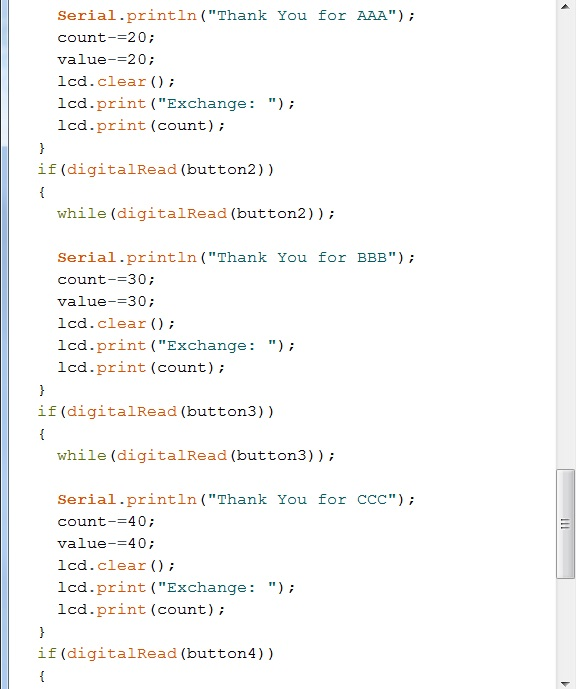 Serial.println("Thank You for AAA");
count-=20;
value-=20;
lcd.clear();
lcd.print("Exchange: ");
lcd.print(count);
}
if(digitalRead(button2))
{
while(digitalRead(button2));
Serial.println("Thank You for BBB");
count-=30;
value-=30;
lcd.clear();
lcd.print("Exchange: ");
lcd.print(count);
}
if(digitalRead(button3))
{
while(digitalRead(button3));
Serial.println("Thank You for CCC");
count-=40;
value-=40;
lcd.clear();
lcd.print("Exchange: ");
lcd.print(count);
}
if(digitalRead(button4))
{